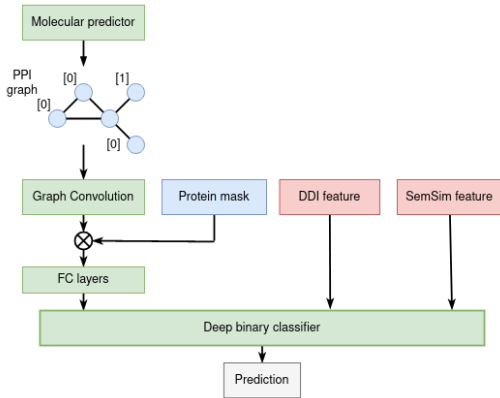 Molecular predictor
PPI
graph
[0]
[1]
[0]
[0]
Graph Convolution
Protein mask
DDI feature
SemSim feature
FC layers
Deep binary classifier
Prediction